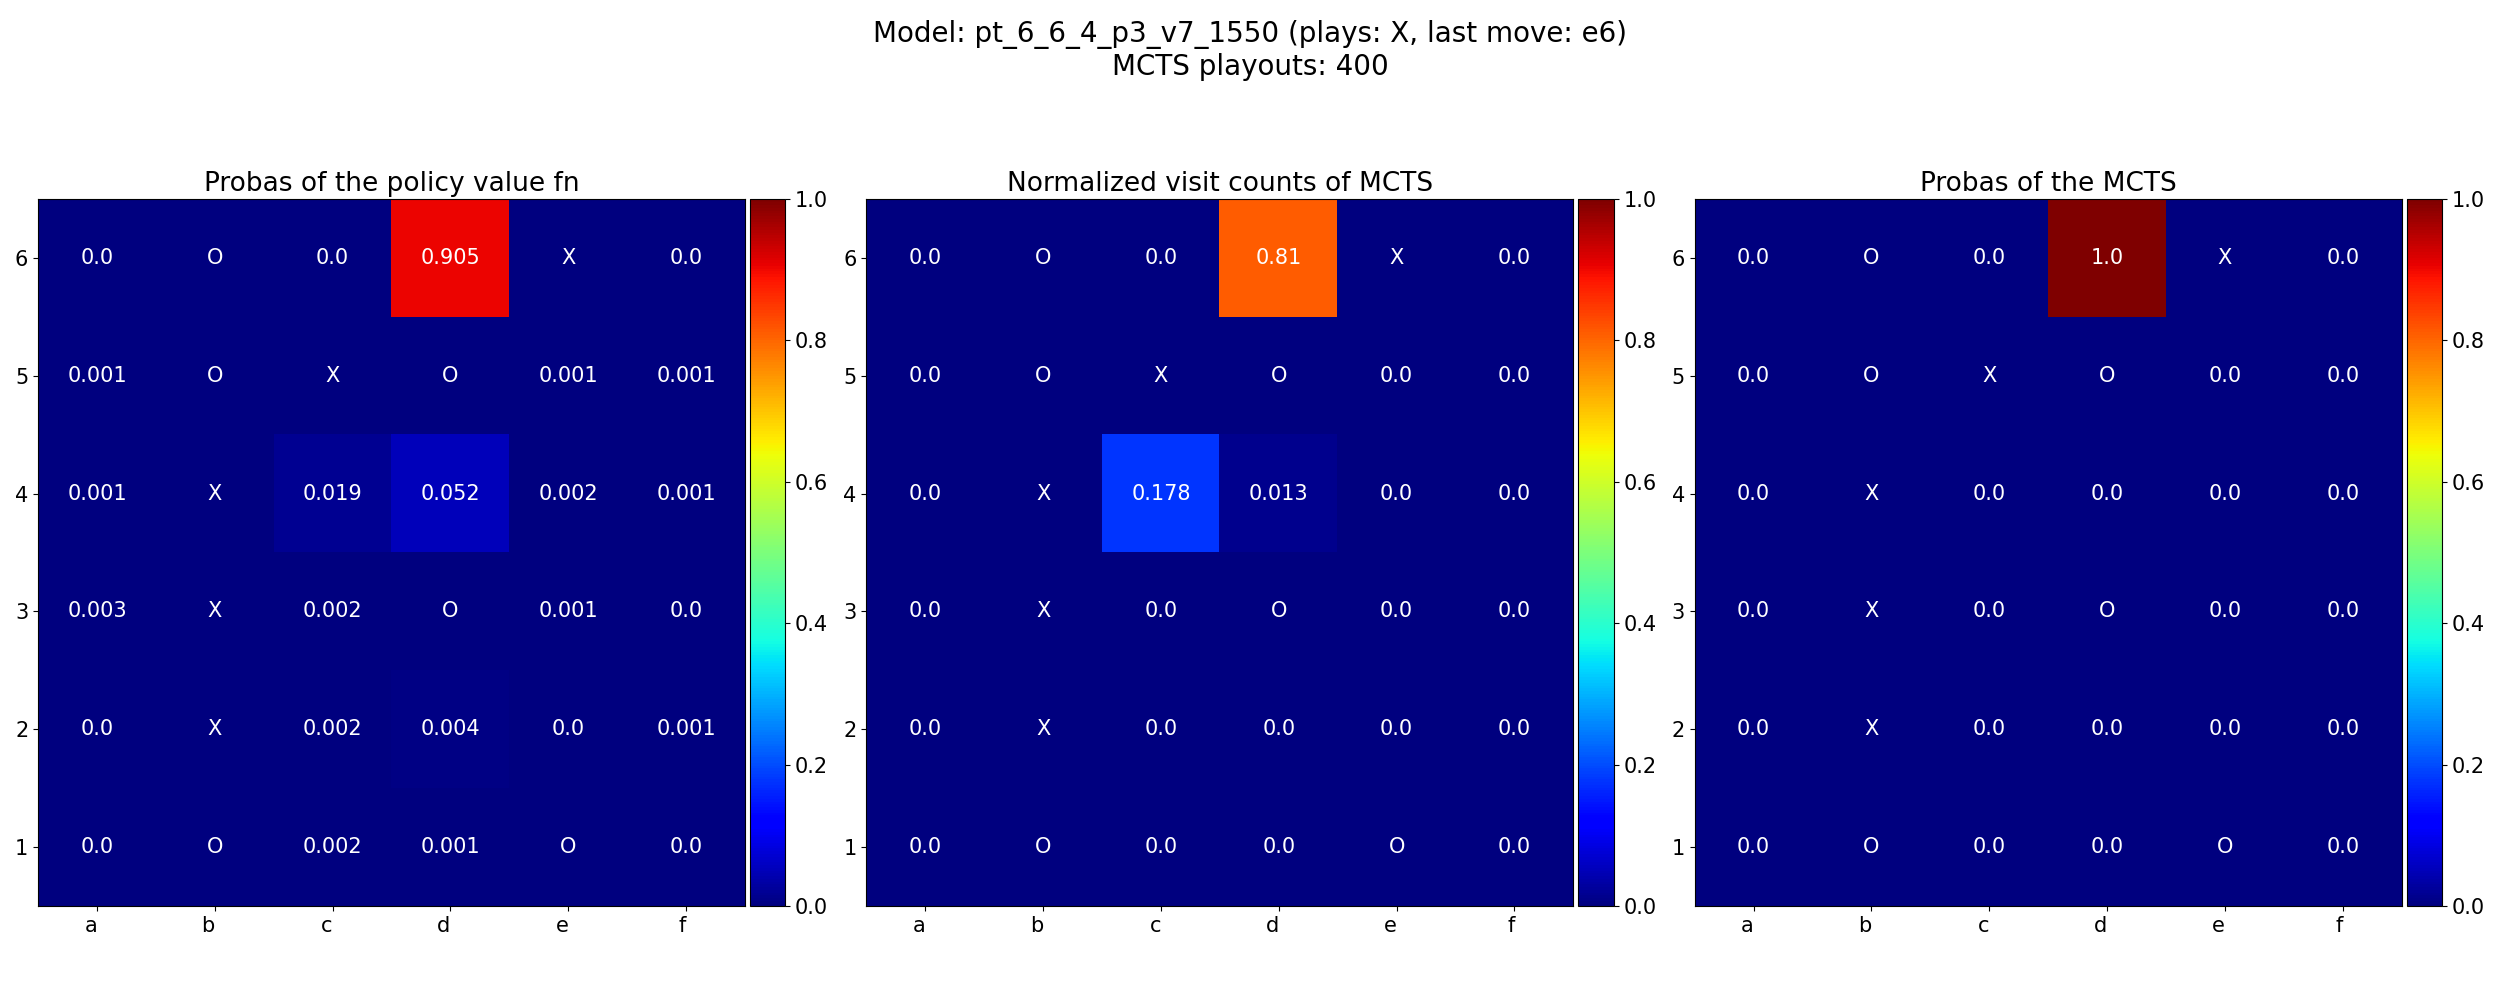 Model: pt_6_6_4_p3_v7_1550 (plays: X, last move: e6)
MCTS playouts: 400
Probas of the policy value fn
6 0.0 O 0.0 0.905 X 0.0
5 0.001 O X O 0.001 0.001
4 0.001 X 0.019 0.052 0.002 0.001
3 0.003 X 0.002 O 0.001 0.0
2 0.0 X 0.002 0.004 0.0 0.001
1 0.0 O 0.002 0.001 O 0.0
a b c d e f
1.0
0.8
0.6
0.4
0.2
0.0
Normalized visit counts of MCTS
6 0.0 O 0.0 0.81 X 0.0
5 0.0 O X O 0.0 0.0
4 0.0 X 0.178 0.013 0.0 0.0
3 0.0 X 0.0 O 0.0 0.0
2 0.0 X 0.0 0.0 0.0 0.0
1 0.0 O 0.0 0.0 O 0.0
a b c d e f
1.0
0.8
0.6
0.4
0.2
0.0
Probas of the MCTS
6 0.0 O 0.0 1.0 X 0.0
5 0.0 O X O 0.0 0.0
4 0.0 X 0.0 0.0 0.0 0.0
3 0.0 X 0.0 O 0.0 0.0
2 0.0 X 0.0 0.0 0.0 0.0
1 0.0 O 0.0 0.0 O 0.0
a b c d e f
1.0
0.8
0.6
0.4
0.2
0.0